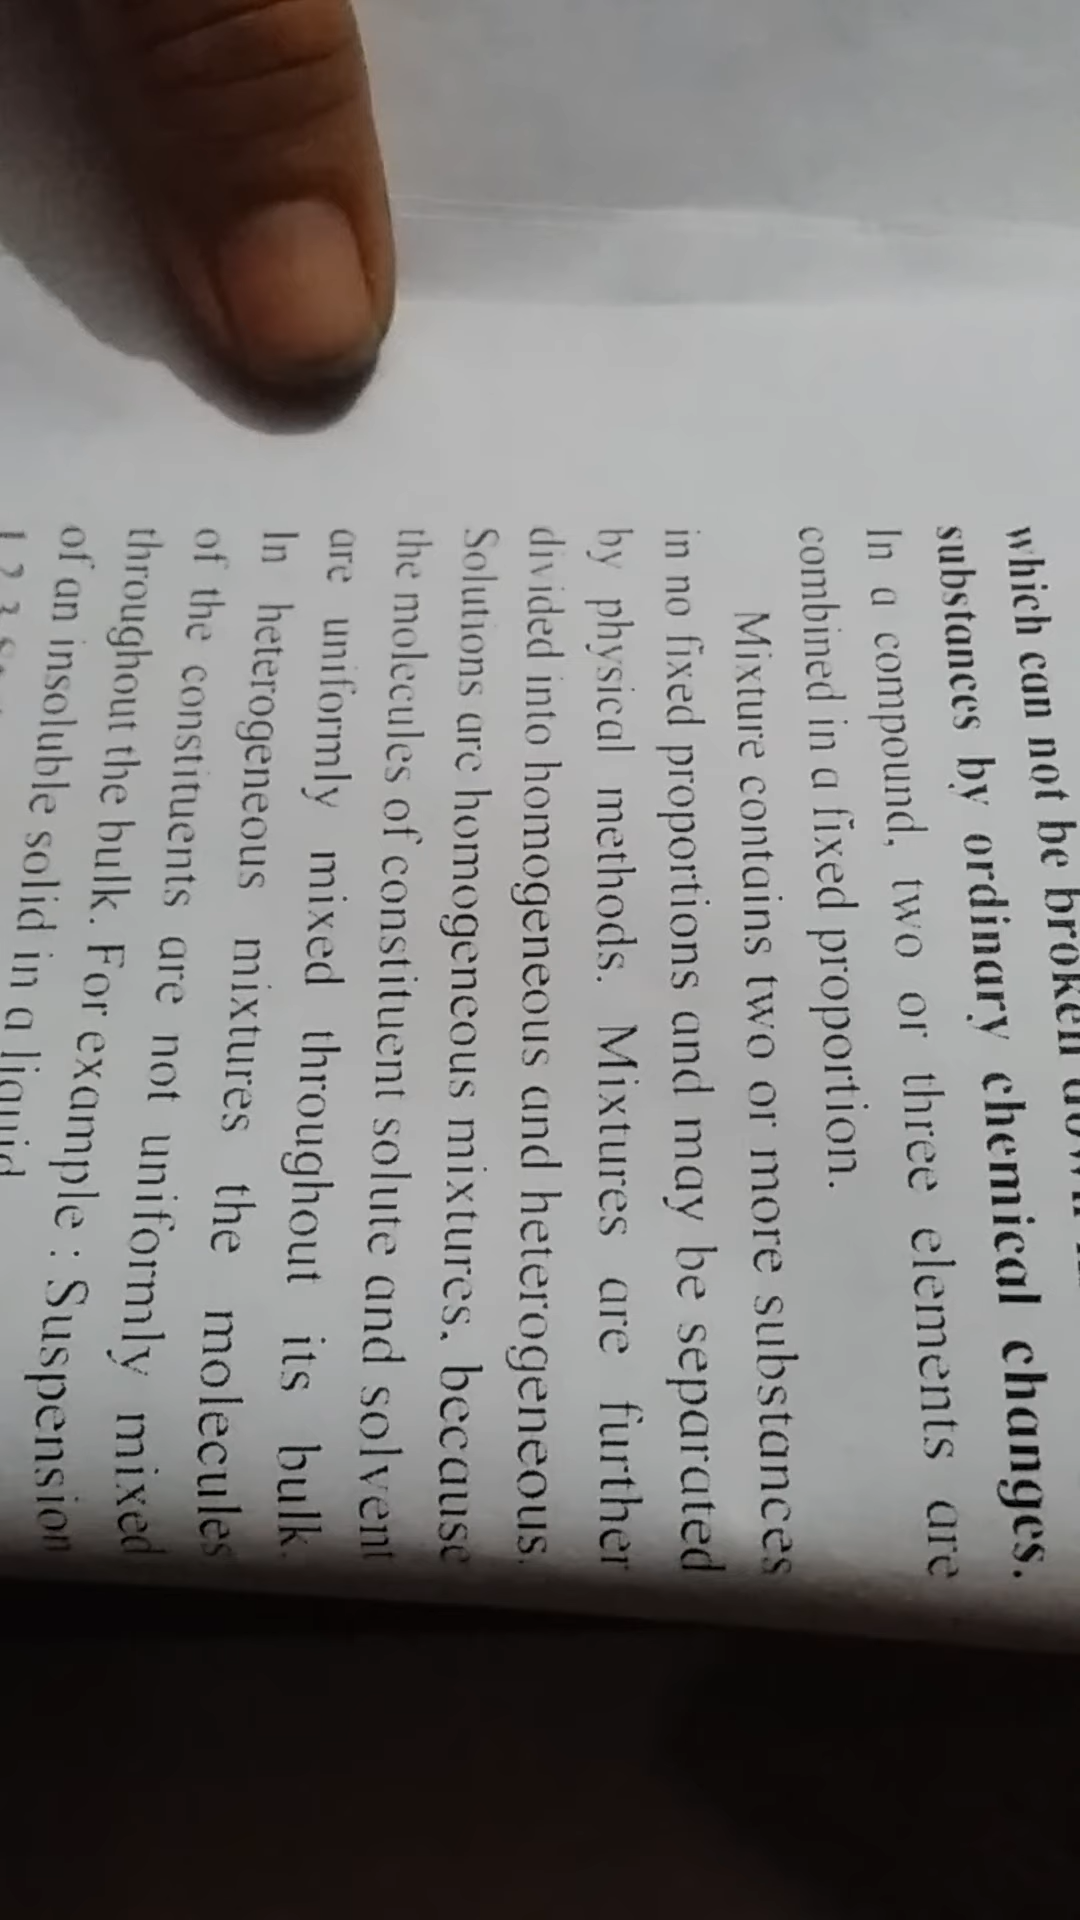 which can not be broken down
substances by ordinary chemical changes.
In a compound, two or three elements are
combined in a fixed proportion.
Mixture contains two or more substances
in no fixed proportions and may be separated
by physical methods. Mixtures are further
divided into homogeneous and heterogeneous.
Solutions are homogeneous mixtures, because
the molecules of constituent solute and solvent
are uniformly mixed throughout its bulk.
In heterogeneous mixtures the molecules
of the constituents are not uniformly mixed
throughout the bulk. For example : Suspension
of an insoluble solid in a liquid